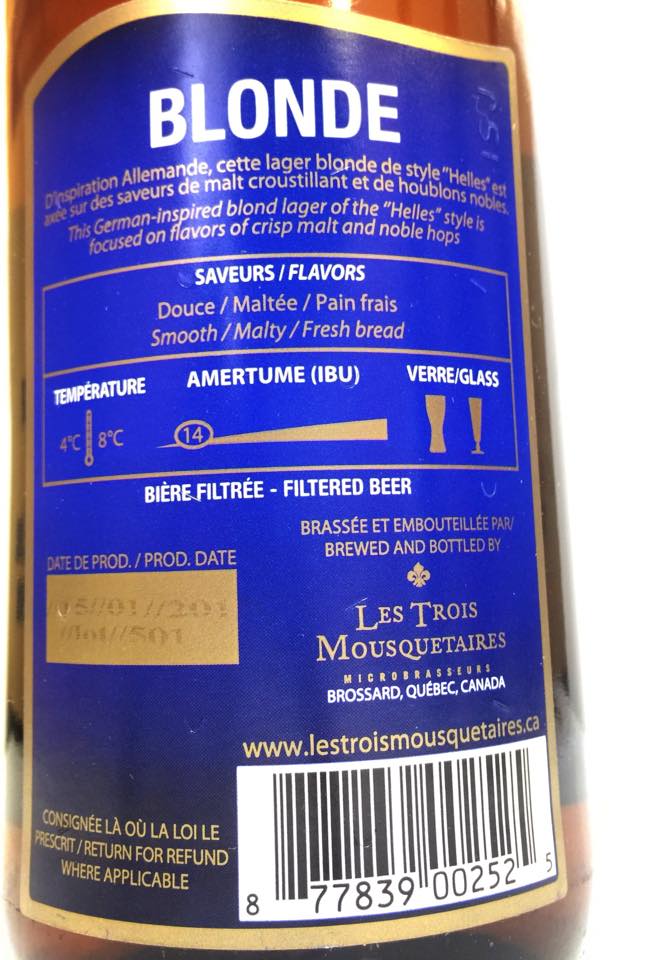 BLONDE
D'inspiration Allemande, cette lager blonde de style "Helles" est
axée sur des saveurs de malt croustillant et de houblons nobles.
This German-inspired blond lager of the "Helles" style is
focused on flavors of crisp malt and noble hops
SAVEURS / FLAVORS
Douce / Maltée / Pain frais
Smooth / Malty / Fresh bread
TEMPÉRATURE
4°C 8°C
AMERTUME (IBU)
14
VERRE/GLASS
BIÈRE FILTRÉE - FILTERED BEER
DATE DE PROD. / PROD. DATE
BRASSÉE ET EMBOUTEILLÉE PAR/
BREWED AND BOTTLED BY
LES TROIS
MOUSQUETAIRES
MICROBRASSEURS
BROSSARD, QUÉBEC, CANADA
www.lestroismousquetaires.ca
CONSIGNÉE LÀ OÙ LA LOI LE
PRESCRIT / RETURN FOR REFUND
WHERE APPLICABLE
8 77839 00252 5